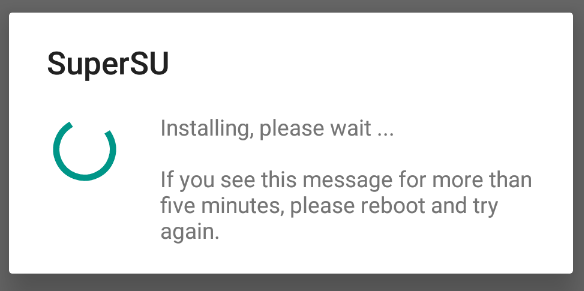 SuperSU
Installing, please wait ...
If you see this message for more than
five minutes, please reboot and try
again.